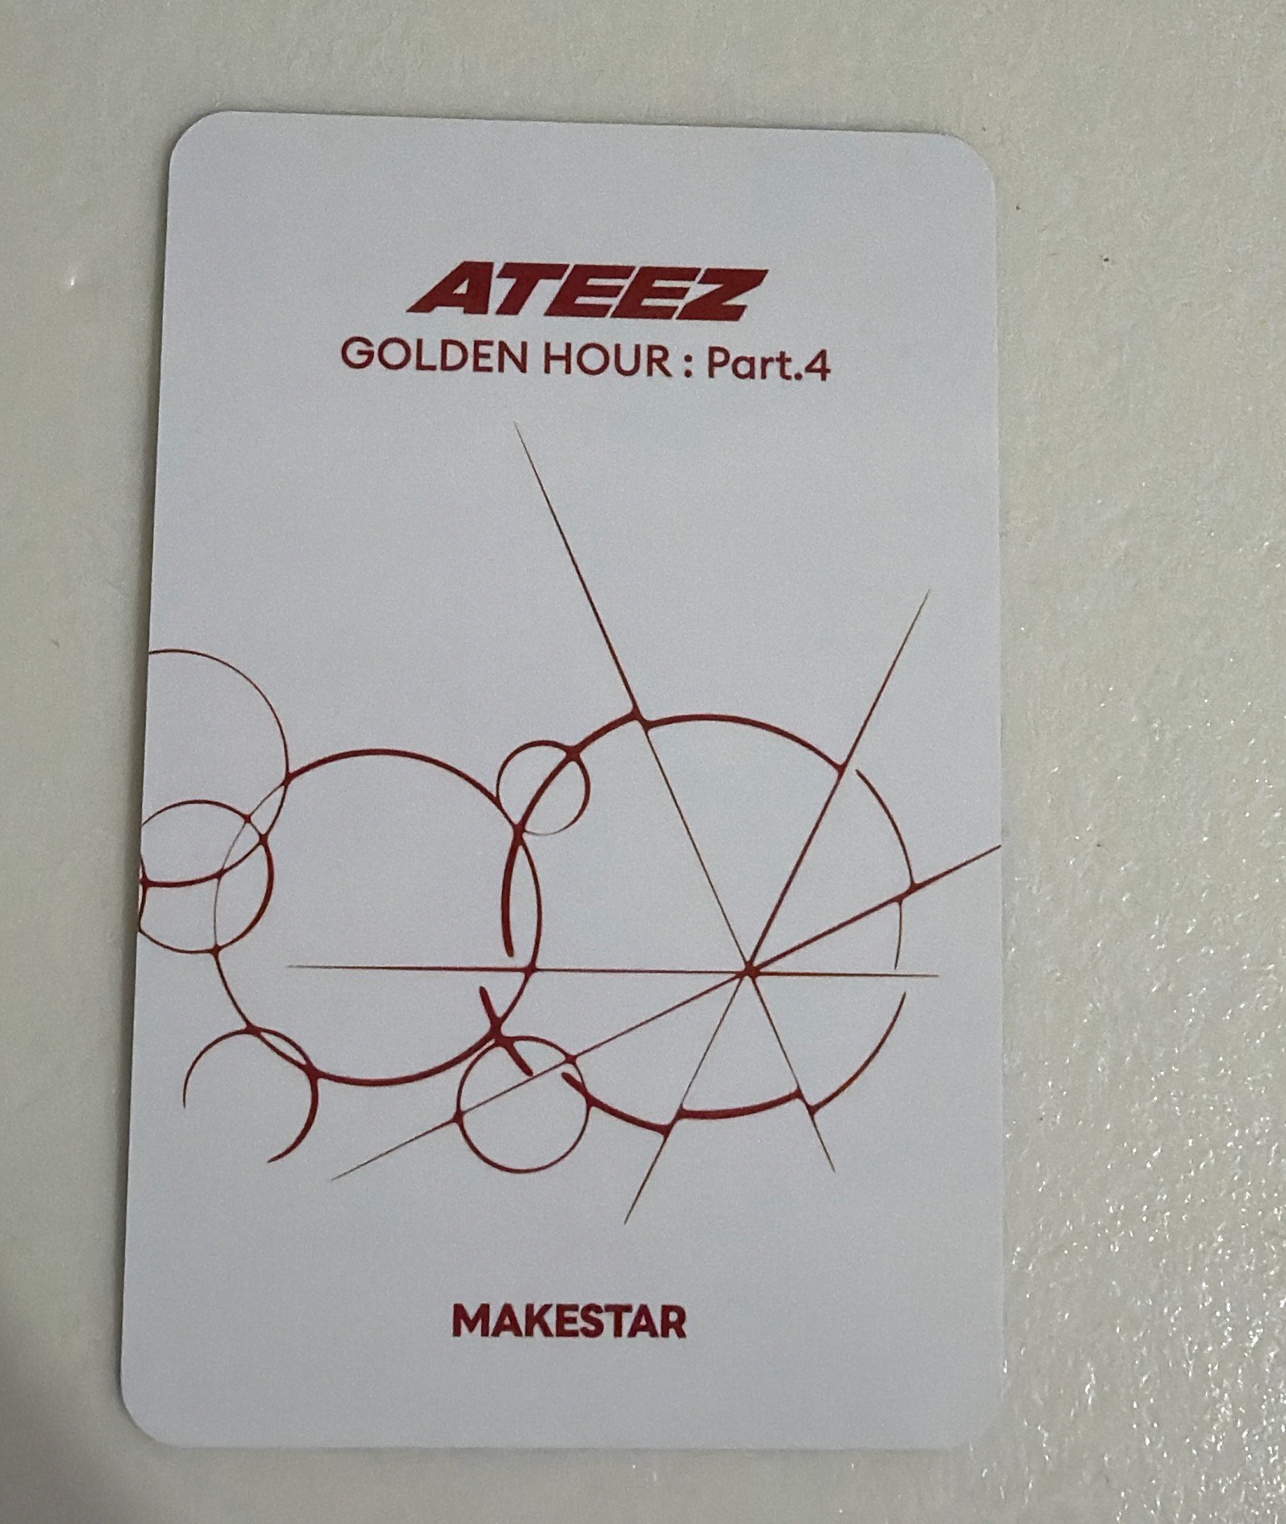 ATEEZ
GOLDEN HOUR : Part.4
MAKESTAR